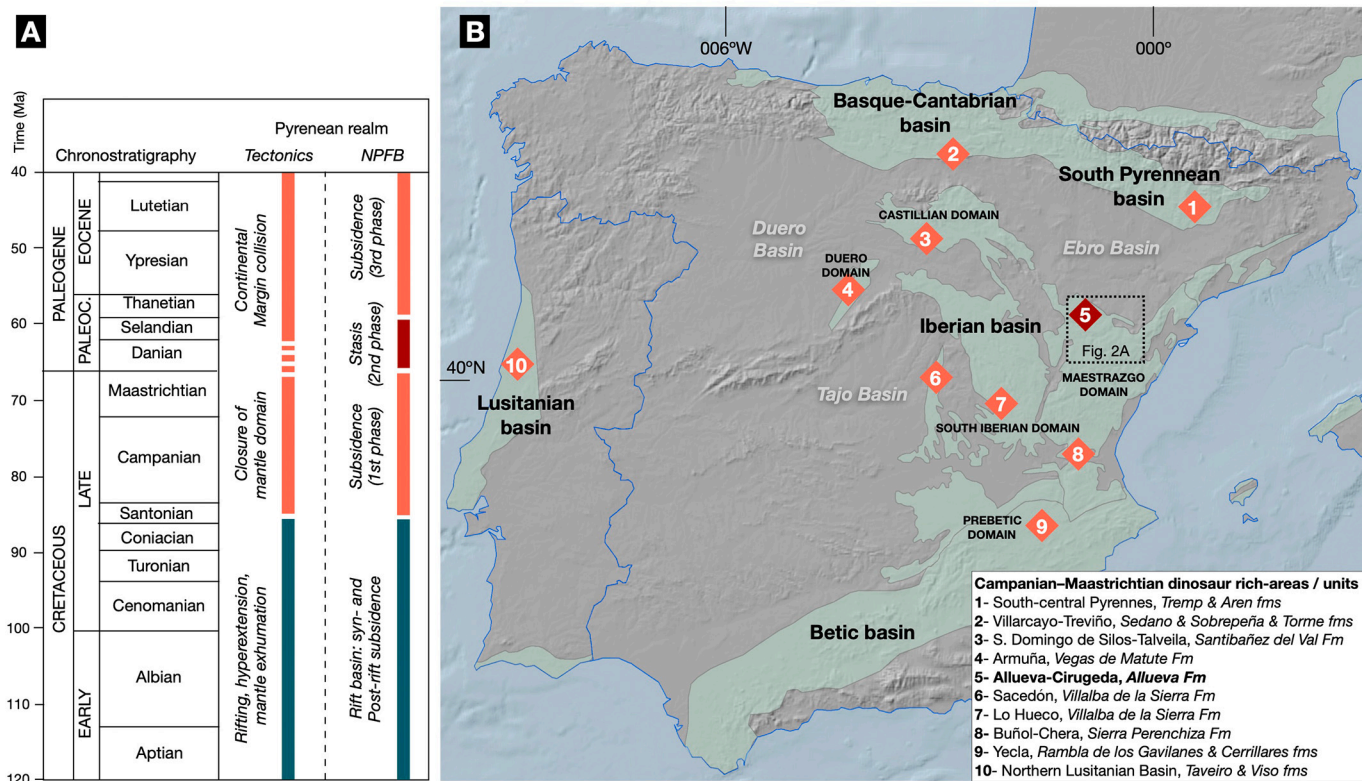 A
Time (Ma)
Chronostratigraphy
Pyrenean realm
Tectonics
NPFB
40
50
60
70
80
90
100
110
120
PALEOGENE
CRETACEOUS
EOCENE
PALEOC.
LATE
EARLY
Lutetian
Ypresian
Thanetian
Selandian
Danian
Maastrichtian
Campanian
Santonian
Coniacian
Turonian
Cenomanian
Albian
Aptian
Continental
Margin collision
Closure of
mantle domain
Rifting, hyperextension,
mantle exhumation
Subsidence
(3rd phase)
Stasis
(2nd phase)
Subsidence
(1st phase)
Rift basin: syn- and
Post-rift subsidence
B
006ºW
000º
40ºN
Basque-Cantabrian
basin
2
South Pyrennean
basin
1
CASTILLIAN DOMAIN
3
Duero
Basin
Ebro Basin
DUERO
DOMAIN
4
Iberian basin
5
Fig. 2A
10
Lusitanian
basin
Tajo Basin
6
MAESTRAZGO
DOMAIN
7
SOUTH IBERIAN DOMAIN
8
PREBETIC
DOMAIN
9
Betic basin
Campanian–Maastrichtian dinosaur rich-areas / units
1- South-central Pyrennes, Tremp & Aren fms
2- Villarcayo-Treviño, Sedano & Sobrepeña & Torme fms
3- S. Domingo de Silos-Talveila, Santibañez del Val Fm
4- Armuña, Vegas de Matute Fm
5- Allueva-Cirugeda, Allueva Fm
6- Sacedón, Villalba de la Sierra Fm
7- Lo Hueco, Villalba de la Sierra Fm
8- Buñol-Chera, Sierra Perenchiza Fm
9- Yecla, Rambla de los Gavilanes & Cerrillares fms
10- Northern Lusitanian Basin, Taveiro & Viso fms